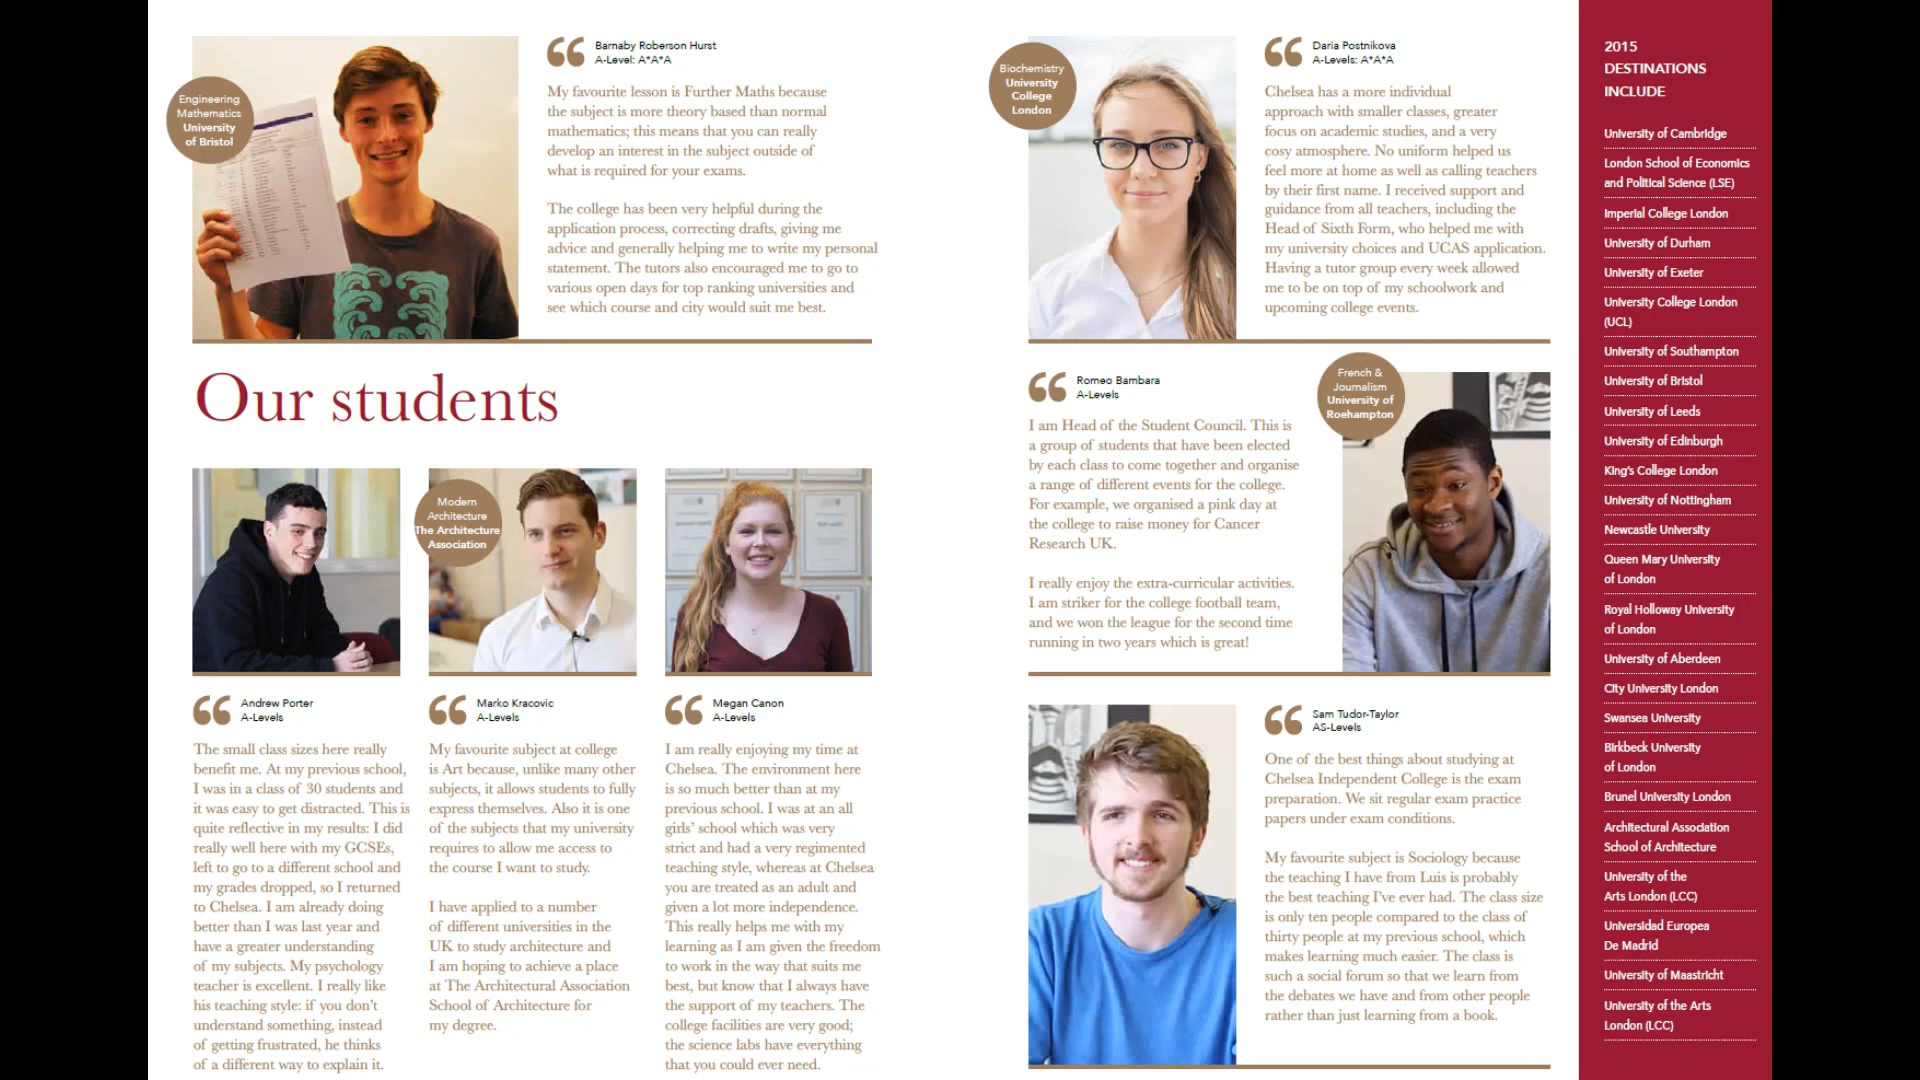 Engineering
Mathematics
University
of Bristol
Barnaby Roberson Hurst
A-Level: A*A*A
My favourite lesson is Further Maths because
the subject is more theory based than normal
mathematics; this means that you can really
develop an interest in the subject outside of
what is required for your exams.
The college has been very helpful during the
application process, correcting drafts, giving me
advice and generally helping me to write my personal
statement. The tutors also encouraged me to go to
various open days for top ranking universities and
see which course and city would suit me best.
Our students
Modern
Architecture
The Architecture
Association
Andrew Porter
A-Levels
The small class sizes here really
benefit me. At my previous school,
I was in a class of 30 students and
it was easy to get distracted. This is
quite reflective in my results: I did
really well here with my GCSEs,
left to go to a different school and
my grades dropped, so I returned
to Chelsea. I am already doing
better than I was last year and
have a greater understanding
of my subjects. My psychology
teacher is excellent. I really like
his teaching style: if you don't
understand something, instead
of getting frustrated, he thinks
of a different way to explain it.
Marko Kracovic
A-Levels
My favourite subject at college
is Art because, unlike many other
subjects, it allows students to fully
express themselves. Also it is one
of the subjects that my university
requires to allow me access to
the course I want to study.
I have applied to a number
of different universities in the
UK to study architecture and
I am hoping to achieve a place
at The Architectural Association
School of Architecture for
my degree.
Megan Canon
A-Levels
I am really enjoying my time at
Chelsea. The environment here
is so much better than at my
previous school. I was at an all
girls' school which was very
strict and had a very regimented
teaching style, whereas at Chelsea
you are treated as an adult and
given a lot more independence.
This really helps me with my
learning as I am given the freedom
to work in the way that suits me
best, but know that I always have
the support of my teachers. The
college facilities are very good;
the science labs have everything
that you could ever need.
Biochemistry
University
College
London
Daria Postnikova
A-Levels: A*A*A
Chelsea has a more individual
approach with smaller classes, greater
focus on academic studies, and a very
cosy atmosphere. No uniform helped us
feel more at home as well as calling teachers
by their first name. I received support and
guidance from all teachers, including the
Head of Sixth Form, who helped me with
my university choices and UCAS application.
Having a tutor group every week allowed
me to be on top of my schoolwork and
upcoming college events.
Romeo Bambara
A-Levels
I am Head of the Student Council. This is
a group of students that have been elected
by each class to come together and organise
a range of different events for the college.
For example, we organised a pink day at
the college to raise money for Cancer
Research UK.
I really enjoy the extra-curricular activities.
I am striker for the college football team,
and we won the league for the second time
running in two years which is great!
French &
Journalism
University of
Roehampton
Sam Tudor-Taylor
AS-Levels
One of the best things about studying at
Chelsea Independent College is the exam
preparation. We sit regular exam practice
papers under exam conditions.
My favourite subject is Sociology because
the teaching I have from Luis is probably
the best teaching I've ever had. The class size
is only ten people compared to the class of
thirty people at my previous school, which
makes learning much easier. The class is
such a social forum so that we learn from
the debates we have and from other people
rather than just learning from a book.
2015
DESTINATIONS
INCLUDE
University of Cambridge
London School of Economics
and Political Science (LSE)
Imperial College London
University of Durham
University of Exeter
University College London
(UCL)
University of Southampton
University of Bristol
University of Leeds
University of Edinburgh
King's College London
University of Nottingham
Newcastle University
Queen Mary University
of London
Royal Holloway University
of London
University of Aberdeen
City University London
Swansea University
Birkbeck University
of London
Brunel University London
Architectural Association
School of Architecture
University of the
Arts London (LCC)
Universidad Europea
De Madrid
University of Maastricht
University of the Arts
London (LCC)